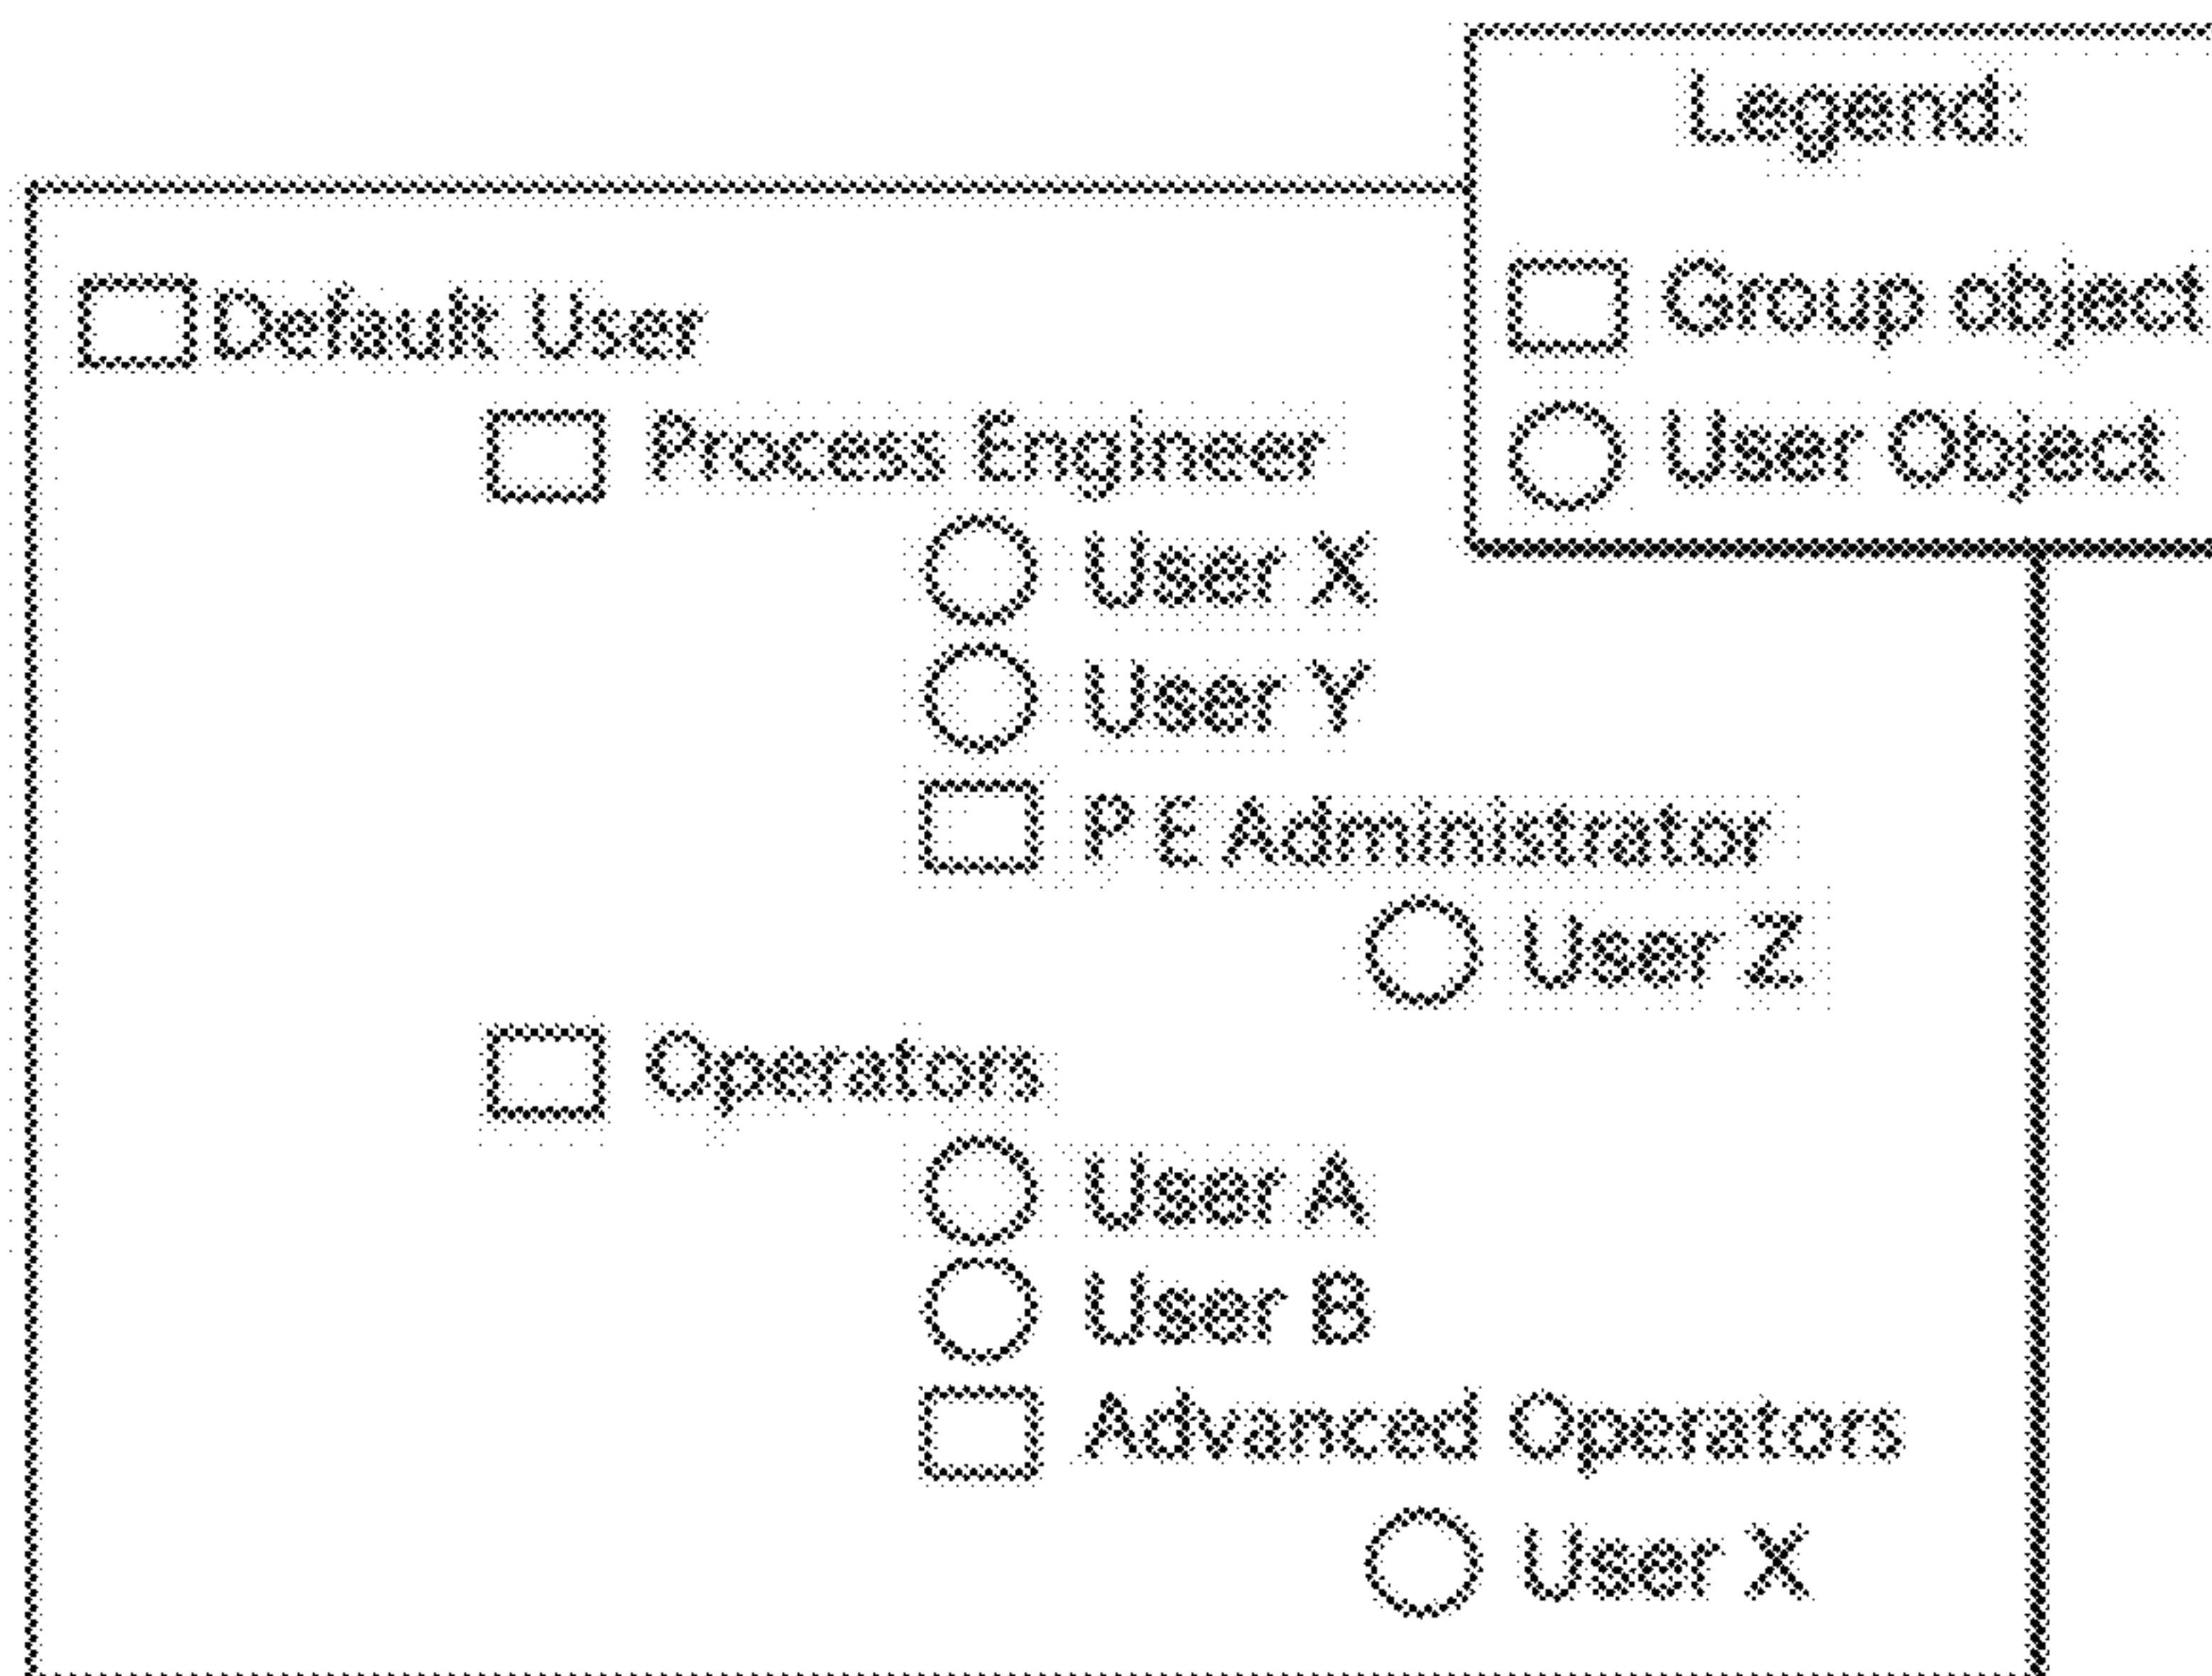 Legend:
Group object
User Object
Default User
Process Engineer
User X
User Y
P E Administrator
User Z
Operators
User A
User B
Advanced Operators
User X